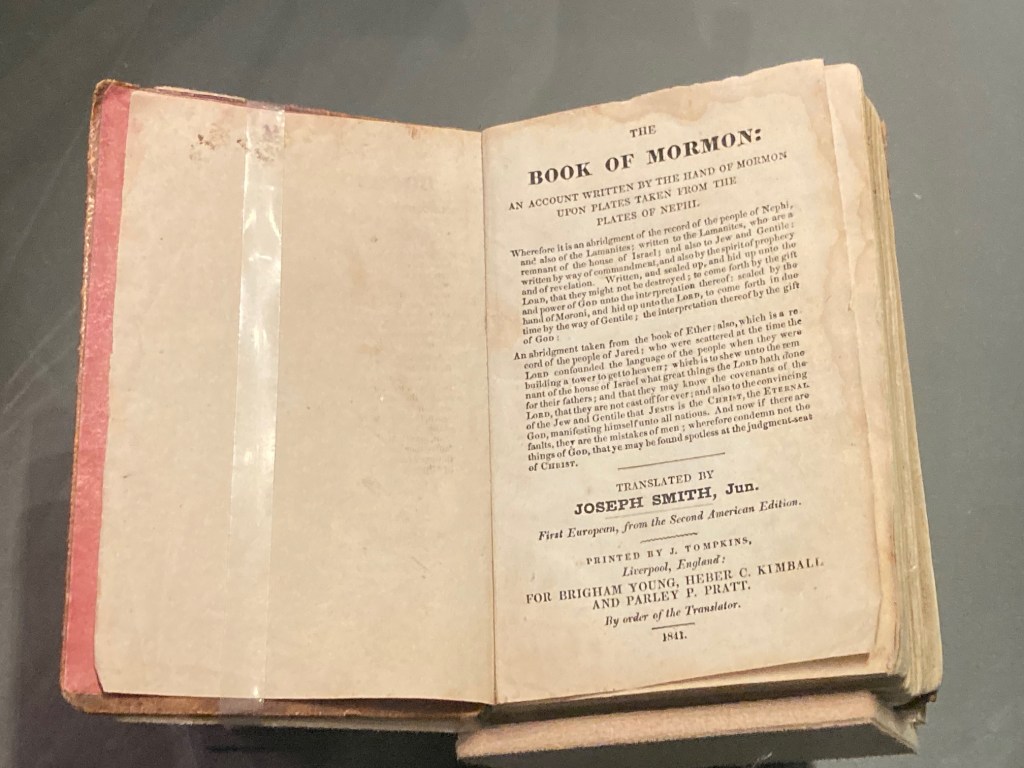 THE
BOOK OF MORMON:
AN ACCOUNT WRITTEN BY THE HAND OF MORMON
UPON PLATES TAKEN FROM THE
PLATES OF NEPHI.
Wherefore it is an abridgment of the record of the people of Nephi,
and also of the Lamanites; written to the Lamanites, who are a
remnant of the house of Israel; and also to Jew and Gentile:
written by way of commandment, and also by the spirit of prophecy
and of revelation. Written, and sealed up, and hid up unto the
LORD, that they might not be destroyed; to come forth by the gift
and power of GOD unto the interpretation thereof: sealed by the
hand of Moroni, and hid up unto the LORD, to come forth in due
time by the way of Gentile; the interpretation thereof by the gift
of GOD:
An abridgment taken from the book of Ether: also, which is a re
cord of the people of Jared; who were scattered at the time the
LORD confounded the language of the people when they were
building a tower to get to heaven; which is to shew unto the rem
nant of the house of Israel what great things the LORD hath done
for their fathers; and that they may know the covenants of the
LORD, that they are not cast off for ever; and also to the convincing
of the Jew and Gentile that JESUS is the CHRIST, the ETERNAL
GOD, manifesting himself unto all nations. And now if there are
faults, they are the mistakes of men; wherefore condemn not the
things of GOD, that ye may be found spotless at the judgment-seat
of CHRIST.
TRANSLATED BY
JOSEPH SMITH, Jun.
First European, from the Second American Edition.
PRINTED BY J. TOMPKINS,
Liverpool, England:
FOR BRIGHAM YOUNG, HEBER C. KIMBALL
AND PARLEY P. PRATT.
By order of the Translator.
1841.